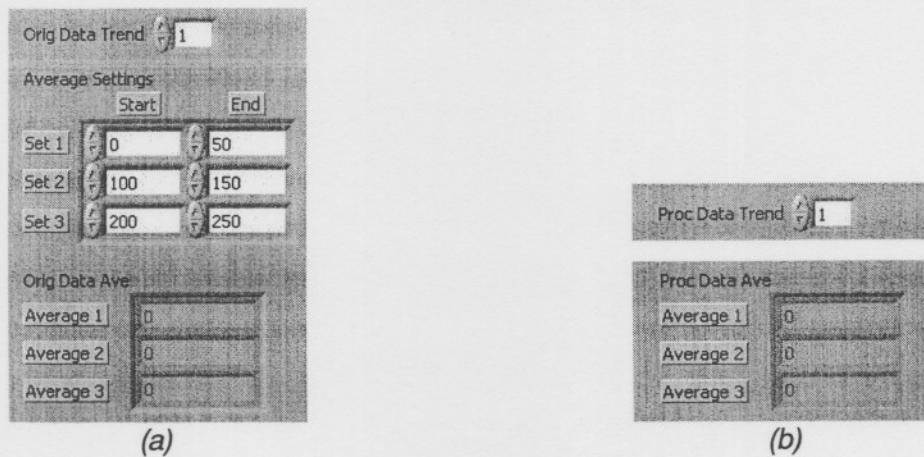 Orig Data Trend 1
Average Settings
Start End
Set 1 0 50
Set 2 100 150
Set 3 200 250
Orig Data Ave
Average 1 0
Average 2 0
Average 3 0
(a)
Proc Data Trend 1
Proc Data Ave
Average 1 0
Average 2 0
Average 3 0
(b)